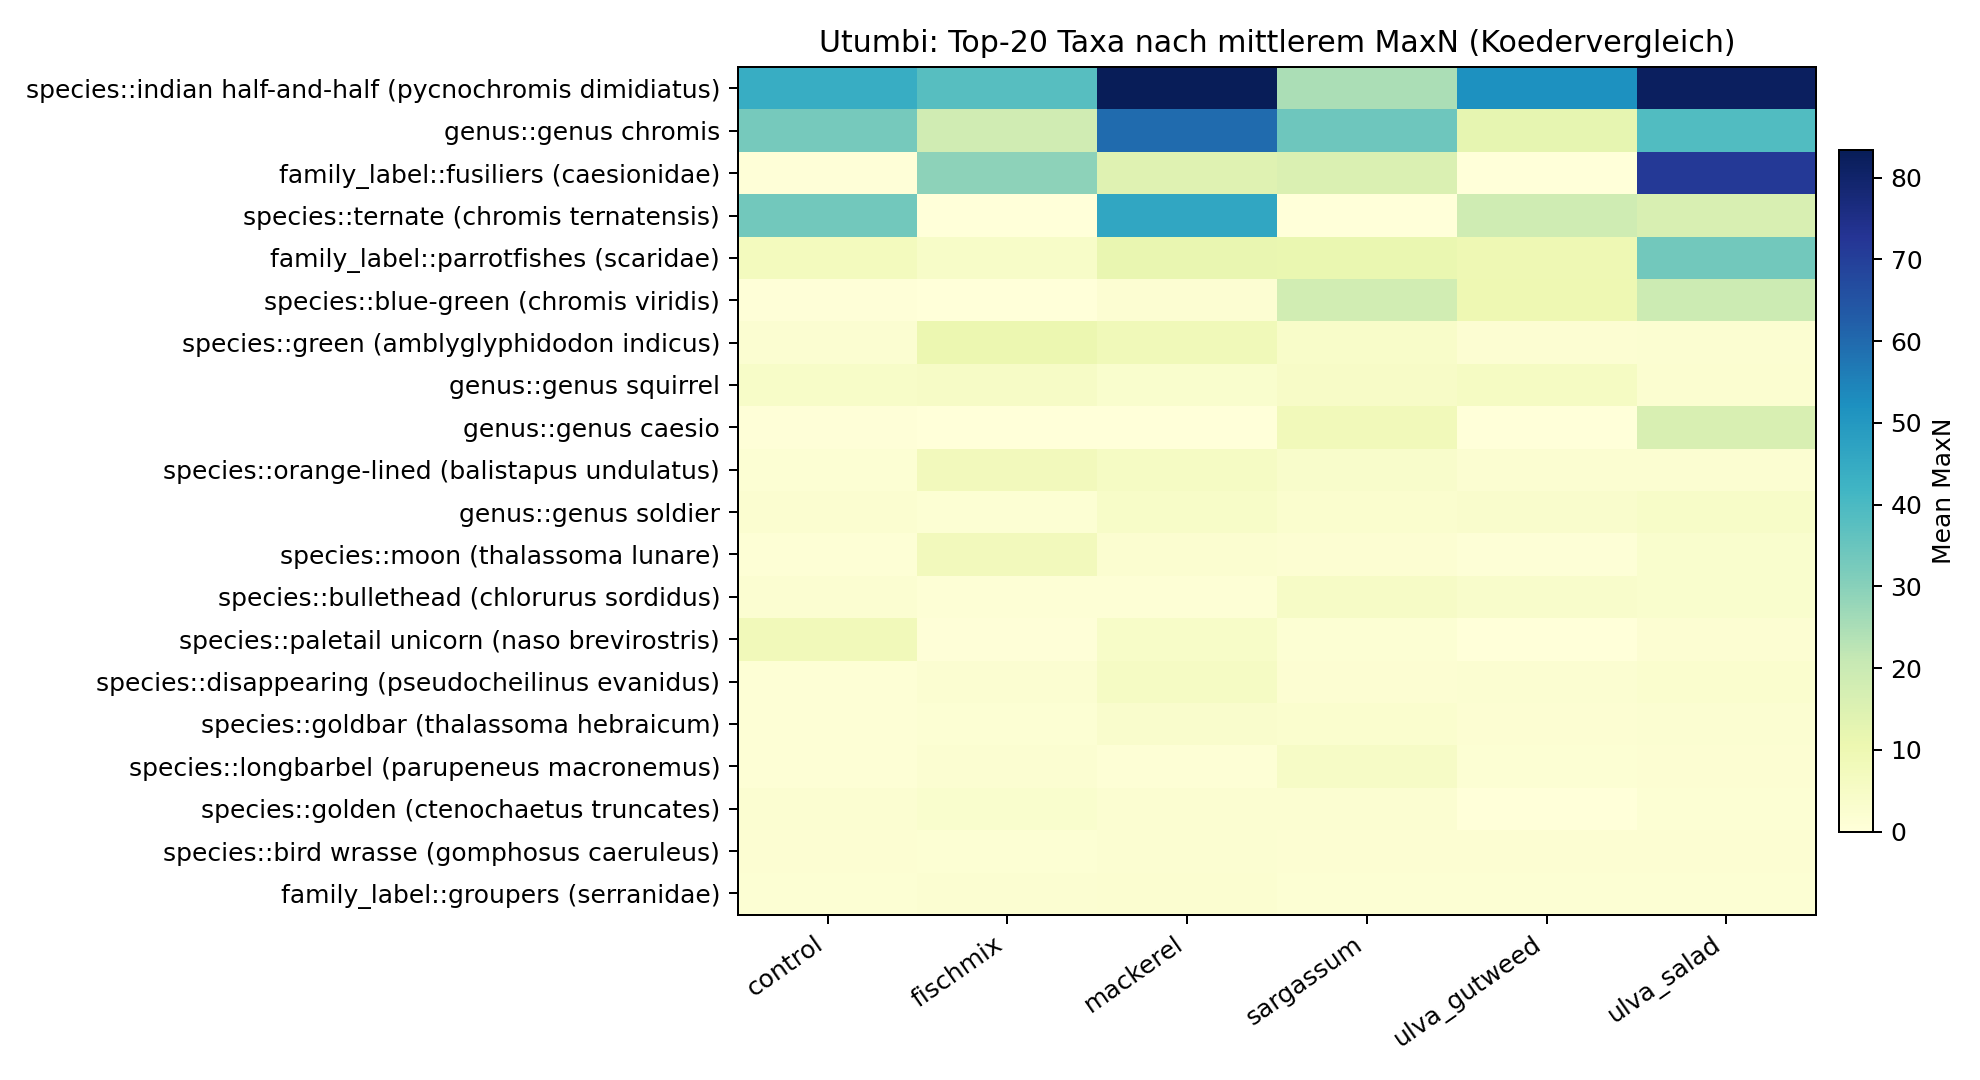 Utumbi: Top-20 Taxa nach mittlerem MaxN (Koedervergleich)
species::indian half-and-half (pycnochromis dimidiatus)
genus::genus chromis
family_label::fusiliers (caesionidae)
species::ternate (chromis ternatensis)
family_label::parrotfishes (scaridae)
species::blue-green (chromis viridis)
species::green (amblyglyphidodon indicus)
genus::genus squirrel
genus::genus caesio
species::orange-lined (balistapus undulatus)
genus::genus soldier
species::moon (thalassoma lunare)
species::bullethead (chlorurus sordidus)
species::paletail unicorn (naso brevirostris)
species::disappearing (pseudocheilinus evanidus)
species::goldbar (thalassoma hebraicum)
species::longbarbel (parupeneus macronemus)
species::golden (ctenochaetus truncates)
species::bird wrasse (gomphosus caeruleus)
family_label::groupers (serranidae)
control
fischmix
mackerel
sargassum
ulva_gutweed
ulva_salad
80
70
60
50
40
30
20
10
0
Mean MaxN